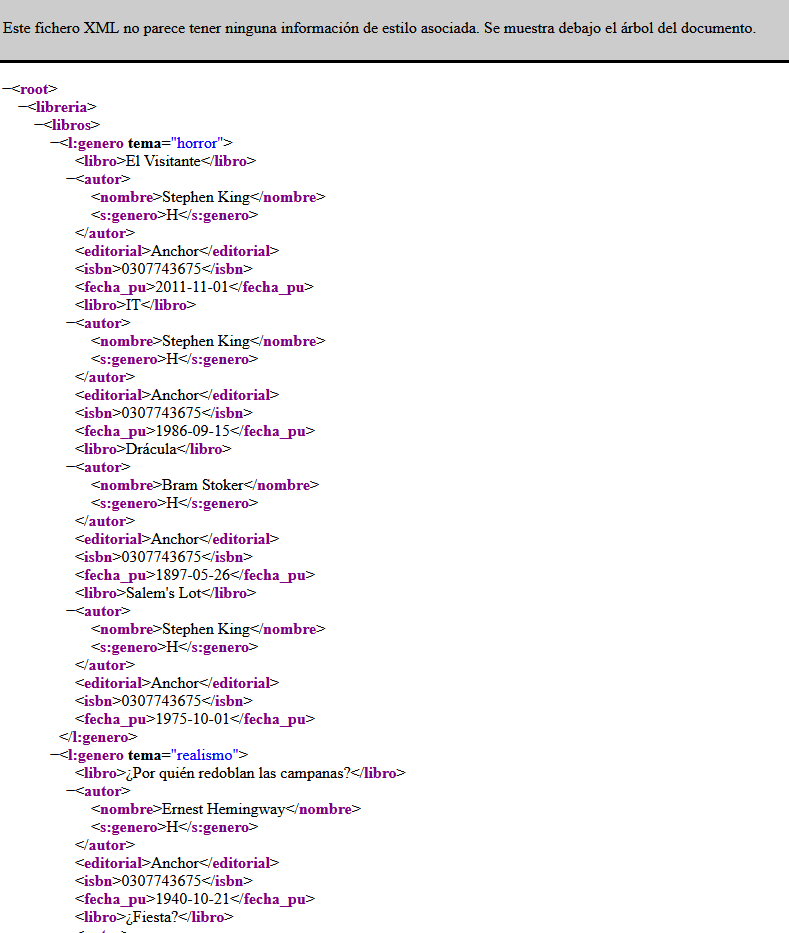 Este fichero XML no parece tener ninguna información de estilo asociada. Se muestra debajo el árbol del documento.
−<root>
−<libreria>
−<libros>
−<l:genero tema="horror">
<libro>El Visitante</libro>
−<autor>
<nombre>Stephen King</nombre>
<s:genero>H</s:genero>
</autor>
<editorial>Anchor</editorial>
<isbn>0307743675</isbn>
<fecha_pu>2011-11-01</fecha_pu>
<libro>IT</libro>
−<autor>
<nombre>Stephen King</nombre>
<s:genero>H</s:genero>
</autor>
<editorial>Anchor</editorial>
<isbn>0307743675</isbn>
<fecha_pu>1986-09-15</fecha_pu>
<libro>Drácula</libro>
−<autor>
<nombre>Bram Stoker</nombre>
<s:genero>H</s:genero>
</autor>
<editorial>Anchor</editorial>
<isbn>0307743675</isbn>
<fecha_pu>1897-05-26</fecha_pu>
<libro>Salem's Lot</libro>
−<autor>
<nombre>Stephen King</nombre>
<s:genero>H</s:genero>
</autor>
<editorial>Anchor</editorial>
<isbn>0307743675</isbn>
<fecha_pu>1975-10-01</fecha_pu>
</l:genero>
−<l:genero tema="realismo">
<libro>¿Por quién redoblan las campanas?</libro>
−<autor>
<nombre>Ernest Hemingway</nombre>
<s:genero>H</s:genero>
</autor>
<editorial>Anchor</editorial>
<isbn>0307743675</isbn>
<fecha_pu>1940-10-21</fecha_pu>
<libro>¿Fiesta?</libro>